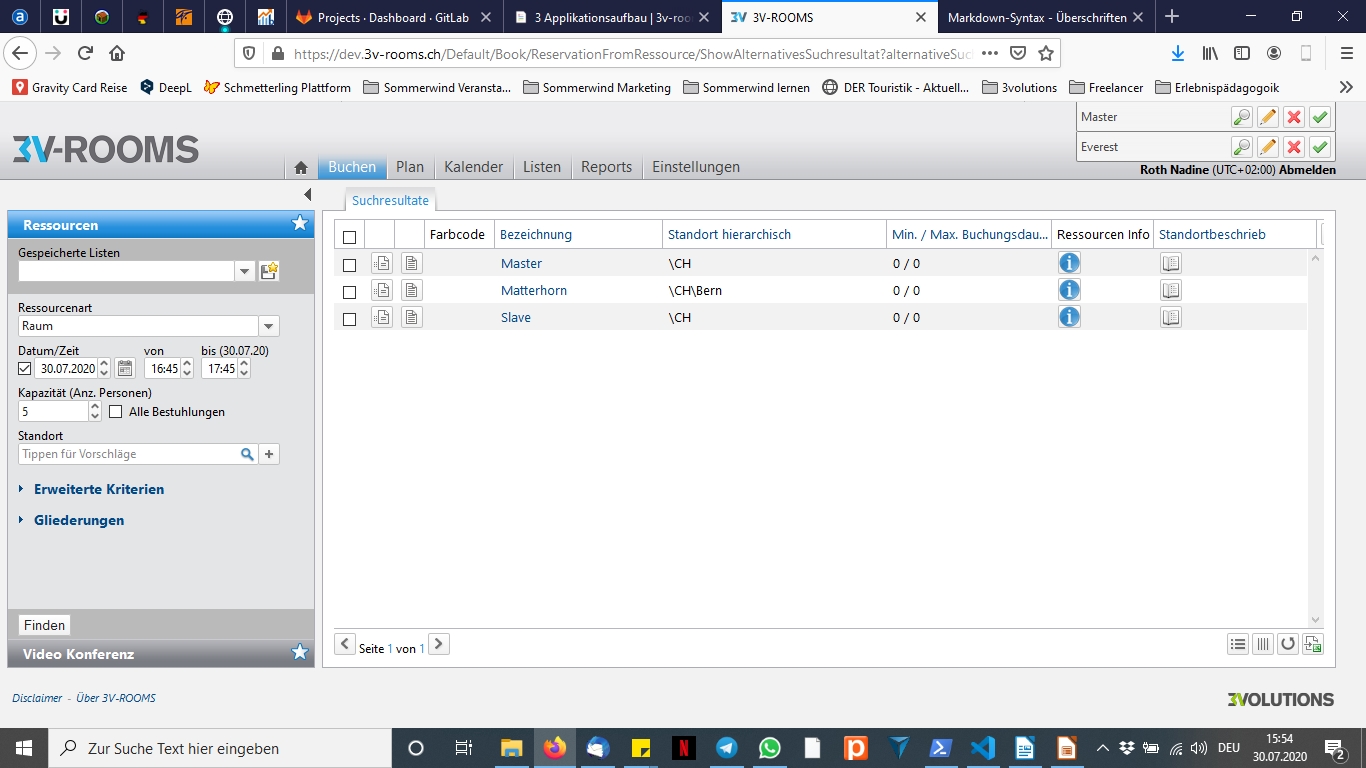 Projects · Dashboard · GitLab
3 Applikationsaufbau | 3v-roo
3V-ROOMS
Markdown-Syntax - Überschriften
https://dev.3v-rooms.ch/Default/Book/ReservationFromRessource/ShowAlternativesSuchresultat?alternativeSuc
Gravity Card Reise
DeepL
Schmetterling Plattform
Sommerwind Veransta...
Sommerwind Marketing
Sommerwind lernen
DER Touristik - Aktuell...
3volutions
Freelancer
Erlebnispädagogoik
3V-ROOMS
Master
Everest
Roth Nadine (UTC+02:00) Abmelden
Buchen
Plan
Kalender
Listen
Reports
Einstellungen
Suchresultate
Ressourcen
Gespeicherte Listen
Ressourcenart
Raum
Datum/Zeit von bis (30.07.20)
30.07.2020 16:45 17:45
Kapazität (Anz. Personen)
5 Alle Bestuhlungen
Standort
Tippen für Vorschläge
Erweiterte Kriterien
Gliederungen
Finden
Video Konferenz
Farbcode Bezeichnung Standort hierarchisch Min. / Max. Buchungsdau... Ressourcen Info Standortbeschrieb
Master \CH 0 / 0
Matterhorn \CH\Bern 0 / 0
Slave \CH 0 / 0
Seite 1 von 1
Disclaimer - Über 3V-ROOMS
3VOLUTIONS
Zur Suche Text hier eingeben
DEU
15:54
30.07.2020
2